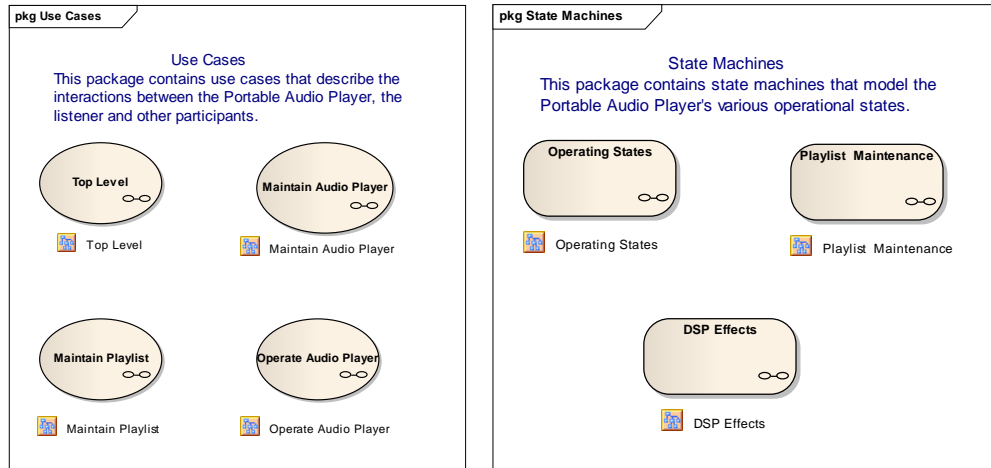 pkg Use Cases
Use Cases
This package contains use cases that describe the
interactions between the Portable Audio Player, the
listener and other participants.
Top Level
Maintain Audio Player
Top Level
Maintain Audio Player
Maintain Playlist
Operate Audio Player
Maintain Playlist
Operate Audio Player
pkg State Machines
State Machines
This package contains state machines that model the
Portable Audio Player's various operational states.
Operating States
Playlist Maintenance
Operating States
Playlist Maintenance
DSP Effects
DSP Effects